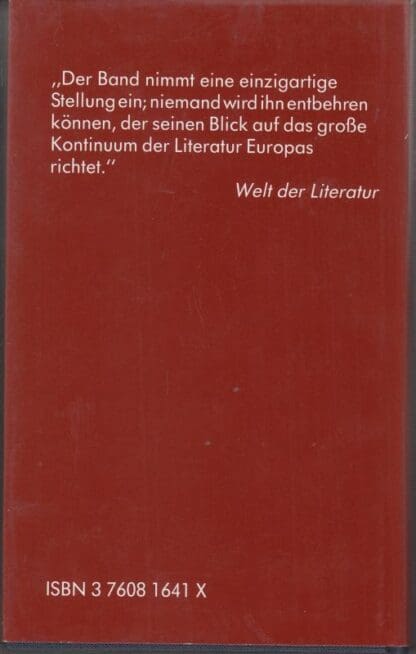 „Der Band nimmt eine einzigartige
Stellung ein; niemand wird ihn entbehren
können, der seinen Blick auf das große
Kontinuum der Literatur Europas
richtet.“
Welt der Literatur
ISBN 3 7608 1641 X